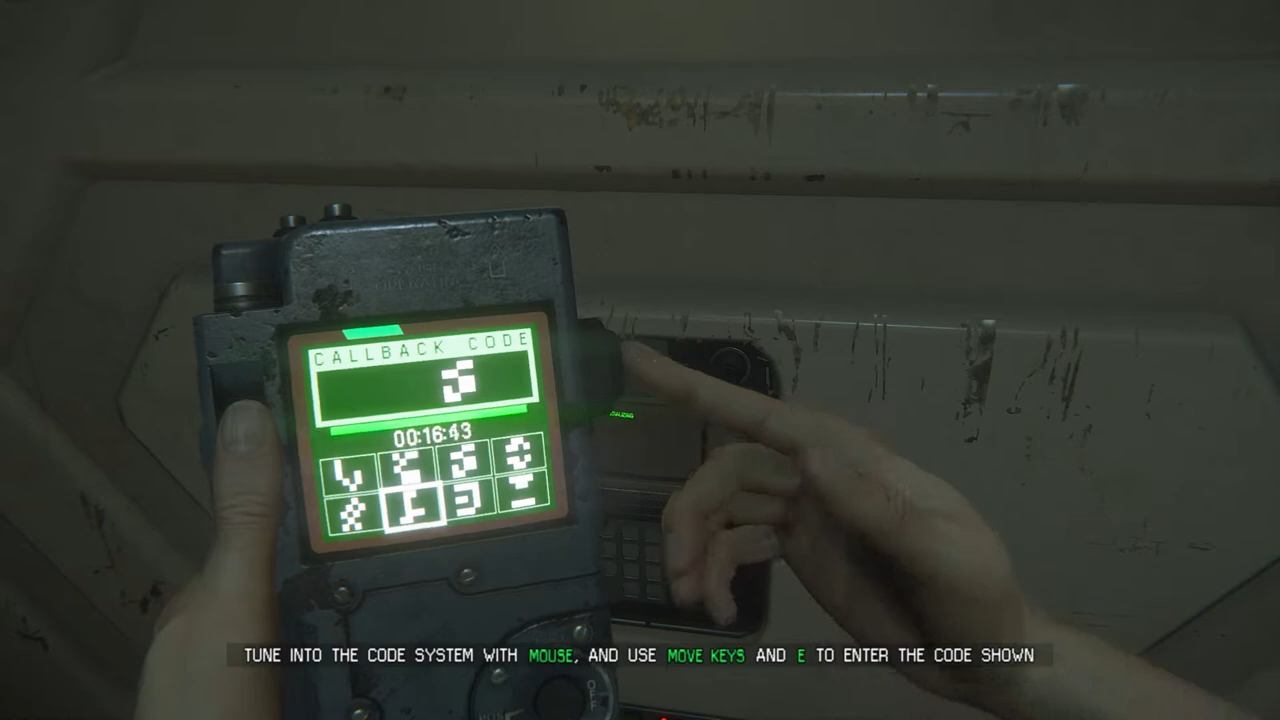 CALLBACK CODE
00:16:43
TUNE INTO THE CODE SYSTEM WITH MOUSE, AND USE MOVE KEYS AND E TO ENTER THE CODE SHOWN